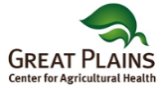 GREAT PLAINS
Center for Agricultural Health